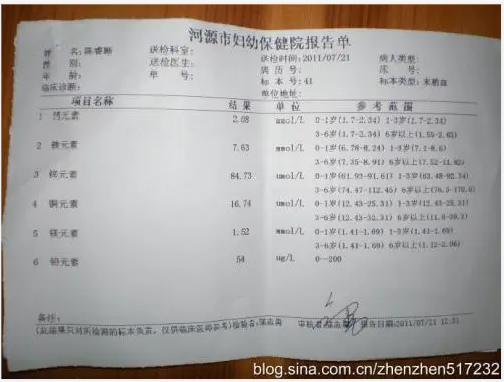 河源市妇幼保健院报告单
姓 名: 送检科室: 送检时间:2011/07/21 病人类型:
性 别: 送检医生: 病 历 号: 床 号:
年 龄: 单 号: 标 本 号: 41 标本类型: 末梢血
临床诊断: 单位地址:
项目名称 结果 单 位 参 考 范 围
1 钙元素 2.08 mmol/L 0-1岁(1.7-2.34) 1-3岁(1.7-2.34)
3-6岁(1.7-2.34) 6岁以上(1.55-2.65)
2 铁元素 7.63 mmol/L 0-1岁(6.78-8.24) 1-3岁(7.1-8.6)
3-6岁(7.35-8.91) 6岁以上(7.52-11.82)
3 锌元素 84.73 umol/L 0-1岁(61.93-91.61) 1-3岁(63.48-92.34)
3-6岁(74.47-112.45) 6岁以上(76.5-170.0)
4 铜元素 16.74 umol/L 0-1岁(12.43-25.31) 1-3岁(12.43-25.31)
3-6岁(12.43-32.31) 6岁以上(11.8-39.1)
5 镁元素 1.52 mmol/L 0-1岁(1.41-1.69) 1-3岁(1.41-1.69)
3-6岁(1.41-1.69) 6岁以上(1.12-2.06)
6 铅元素 54 ug/L 0--200
备注:
(此结果只对所检测的标本负责,仅供临床医师参考)检验者: 审核者: 报告日期:2011/07/21 12:31
blog.sina.com.cn/zhenzhen517232